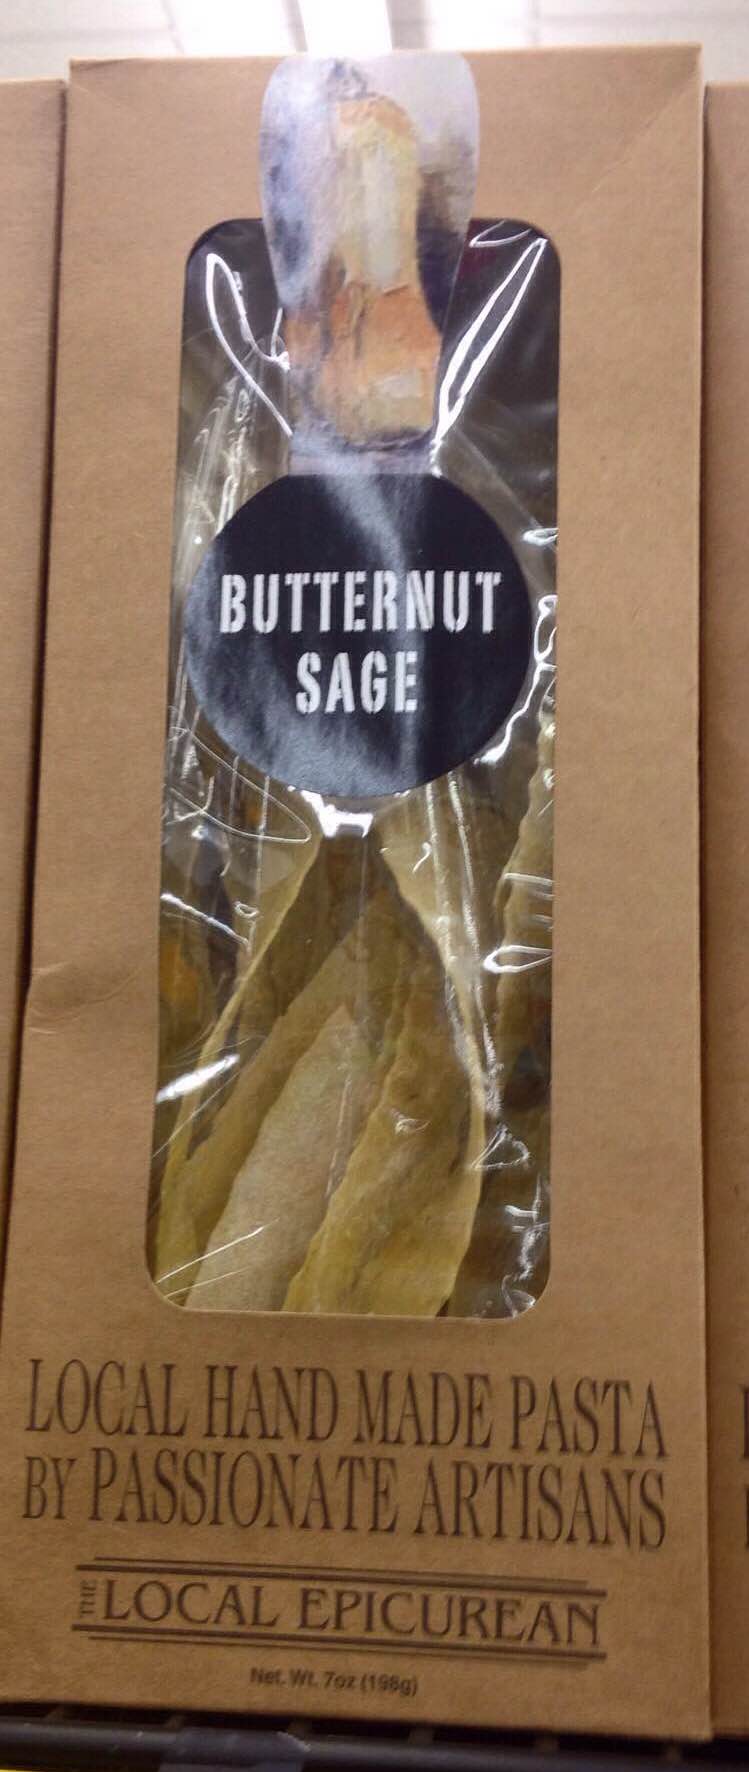 BUTTERNUT
SAGE
LOCAL HAND MADE PASTA
BY PASSIONATE ARTISANS
THE LOCAL EPICUREAN
Net. Wt. 7oz (198g)